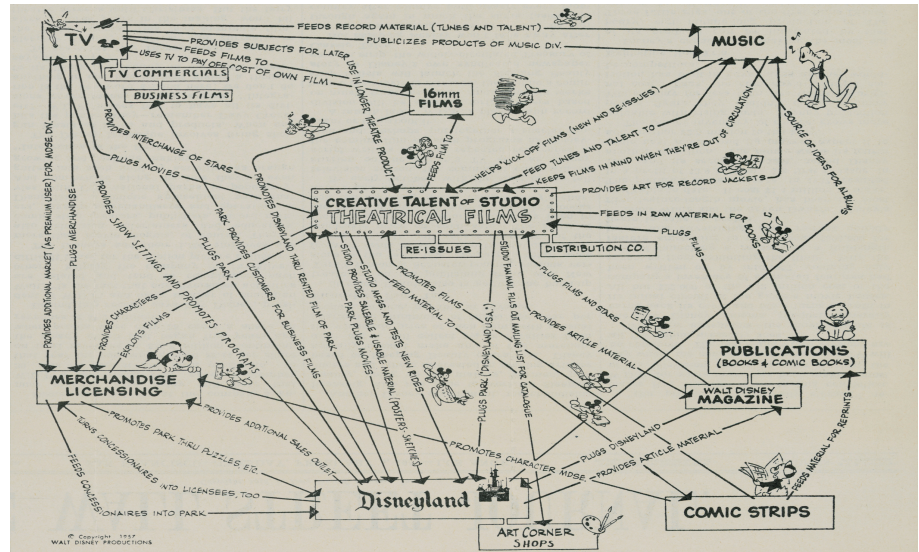 FEEDS RECORD MATERIAL (TUNES AND TALENT)
TV
PROVIDES SUBJECTS FOR LATER USE IN LONGER THEATRE PRODUCT
PUBLICIZES PRODUCTS OF MUSIC DIV.
MUSIC
FEEDS FILMS TO
USES TV TO PAY OFF COST OF OWN FILM
TV COMMERCIALS
BUSINESS FILMS
16mm
FILMS
PROVIDES INTERCHANGE OF STARS
PLUGS MOVIES
FEEDS FILM TO
HELPS "KICK OFF" FILMS (NEW AND RE-ISSUES)
FEED TUNES AND TALENT TO
KEEPS FILMS IN MIND WHEN THEY'RE OUT OF CIRCULATION
PROVIDES ART FOR RECORD JACKETS
SOURCE OF IDEAS FOR ALBUMS
CREATIVE TALENT OF STUDIO
THEATRICAL FILMS
RE-ISSUES
DISTRIBUTION CO.
FEEDS IN RAW MATERIAL FOR BOOKS
PLUGS FILMS
PROVIDES ADDITIONAL MARKET (AS PREMIUM USER) FOR MDSE. DIV.
PLUGS MERCHANDISE
PROVIDES SHOW SETTINGS AND PROMOTES PROGRAMS
PLUGS PARK
PARK PROVIDES CUSTOMERS FOR BUSINESS FILMS
PROMOTES DISNEYLAND THRU RENTED FILM OF PARK
PROVIDES CHARACTERS
EXPLOITS FILMS
PARK PLUGS MOVIES
STUDIO PROVIDES SALEABLE & USABLE MATERIAL (POSTERS-SKETCHES)
STUDIO MFGS AND TESTS NEW RIDES
FEED MATERIAL TO
PROMOTES FILMS
PLUGS PARK ("DISNEYLAND U.S.A.")
STUDIO FAN MAIL FILLS OUT MAILING LIST FOR CATALOGUE
PLUGS FILMS AND STARS
PROVIDES ARTICLE MATERIAL
PUBLICATIONS
(BOOKS & COMIC BOOKS)
MERCHANDISE
LICENSING
WALT DISNEY
MAGAZINE
PROMOTES PARK THRU PUZZLES, ETC.
PROVIDES ADDITIONAL SALES OUTLET
TURNS CONCESSIONAIRES INTO LICENSEES, TOO
FEEDS CONCESSIONAIRES INTO PARK
PROMOTES CHARACTER MDSE.
PLUGS DISNEYLAND
PROVIDES ARTICLE MATERIAL
FEEDS MATERIAL FOR REPRINTS
Disneyland
COMIC STRIPS
ART CORNER
SHOPS
© Copyright 1957
WALT DISNEY PRODUCTIONS